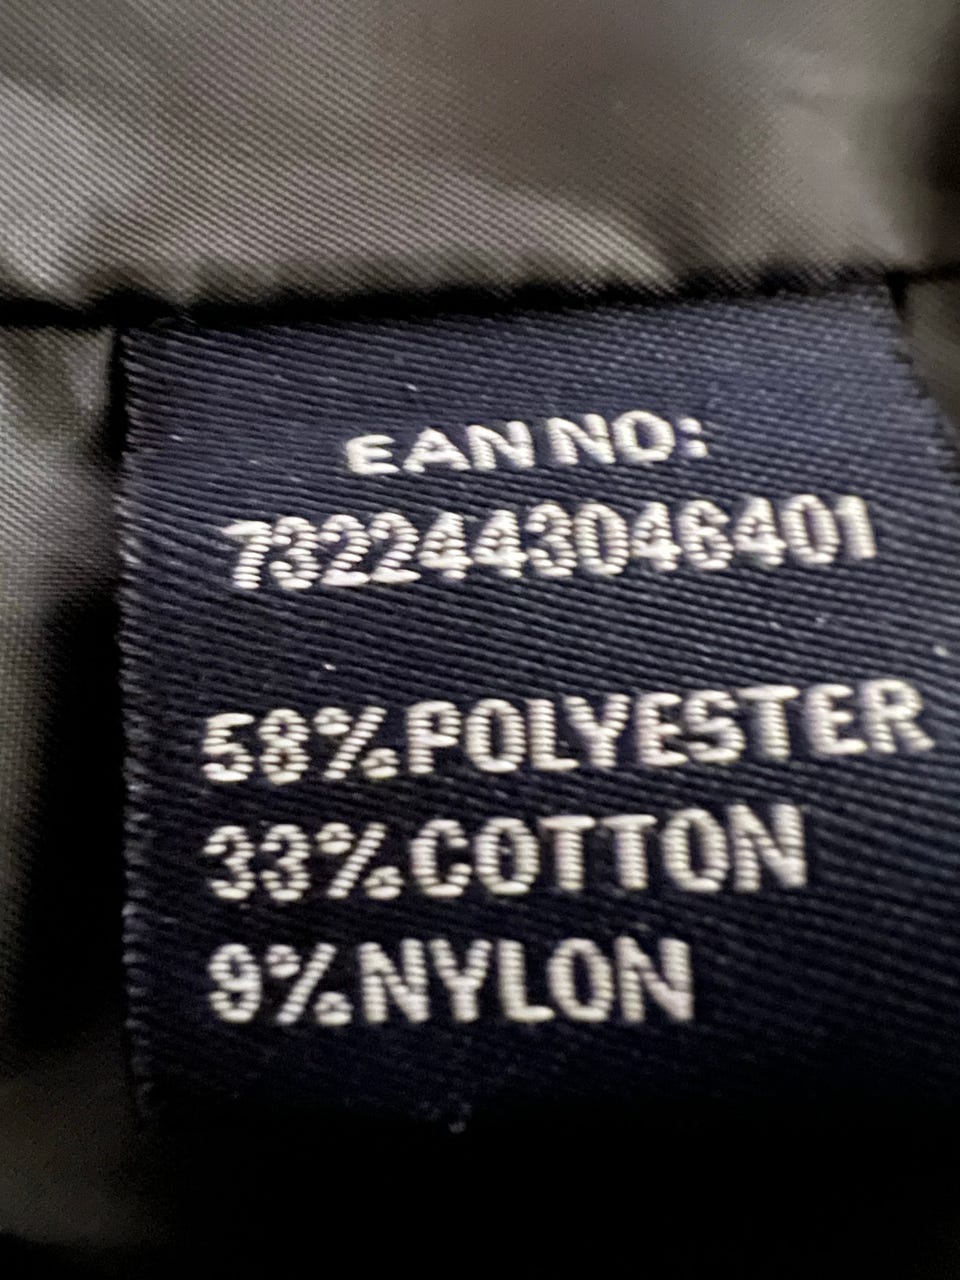 EAN NO:
7322443046401
58%POLYESTER
33%COTTON
9%NYLON